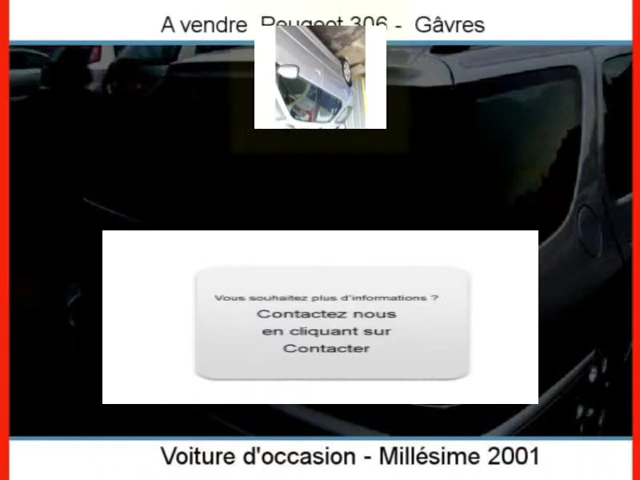 A vendre Peugeot 306 - Gâvres
Vous souhaitez plus d'informations ?
Contactez nous
en cliquant sur
Contacter
Voiture d'occasion - Millésime 2001